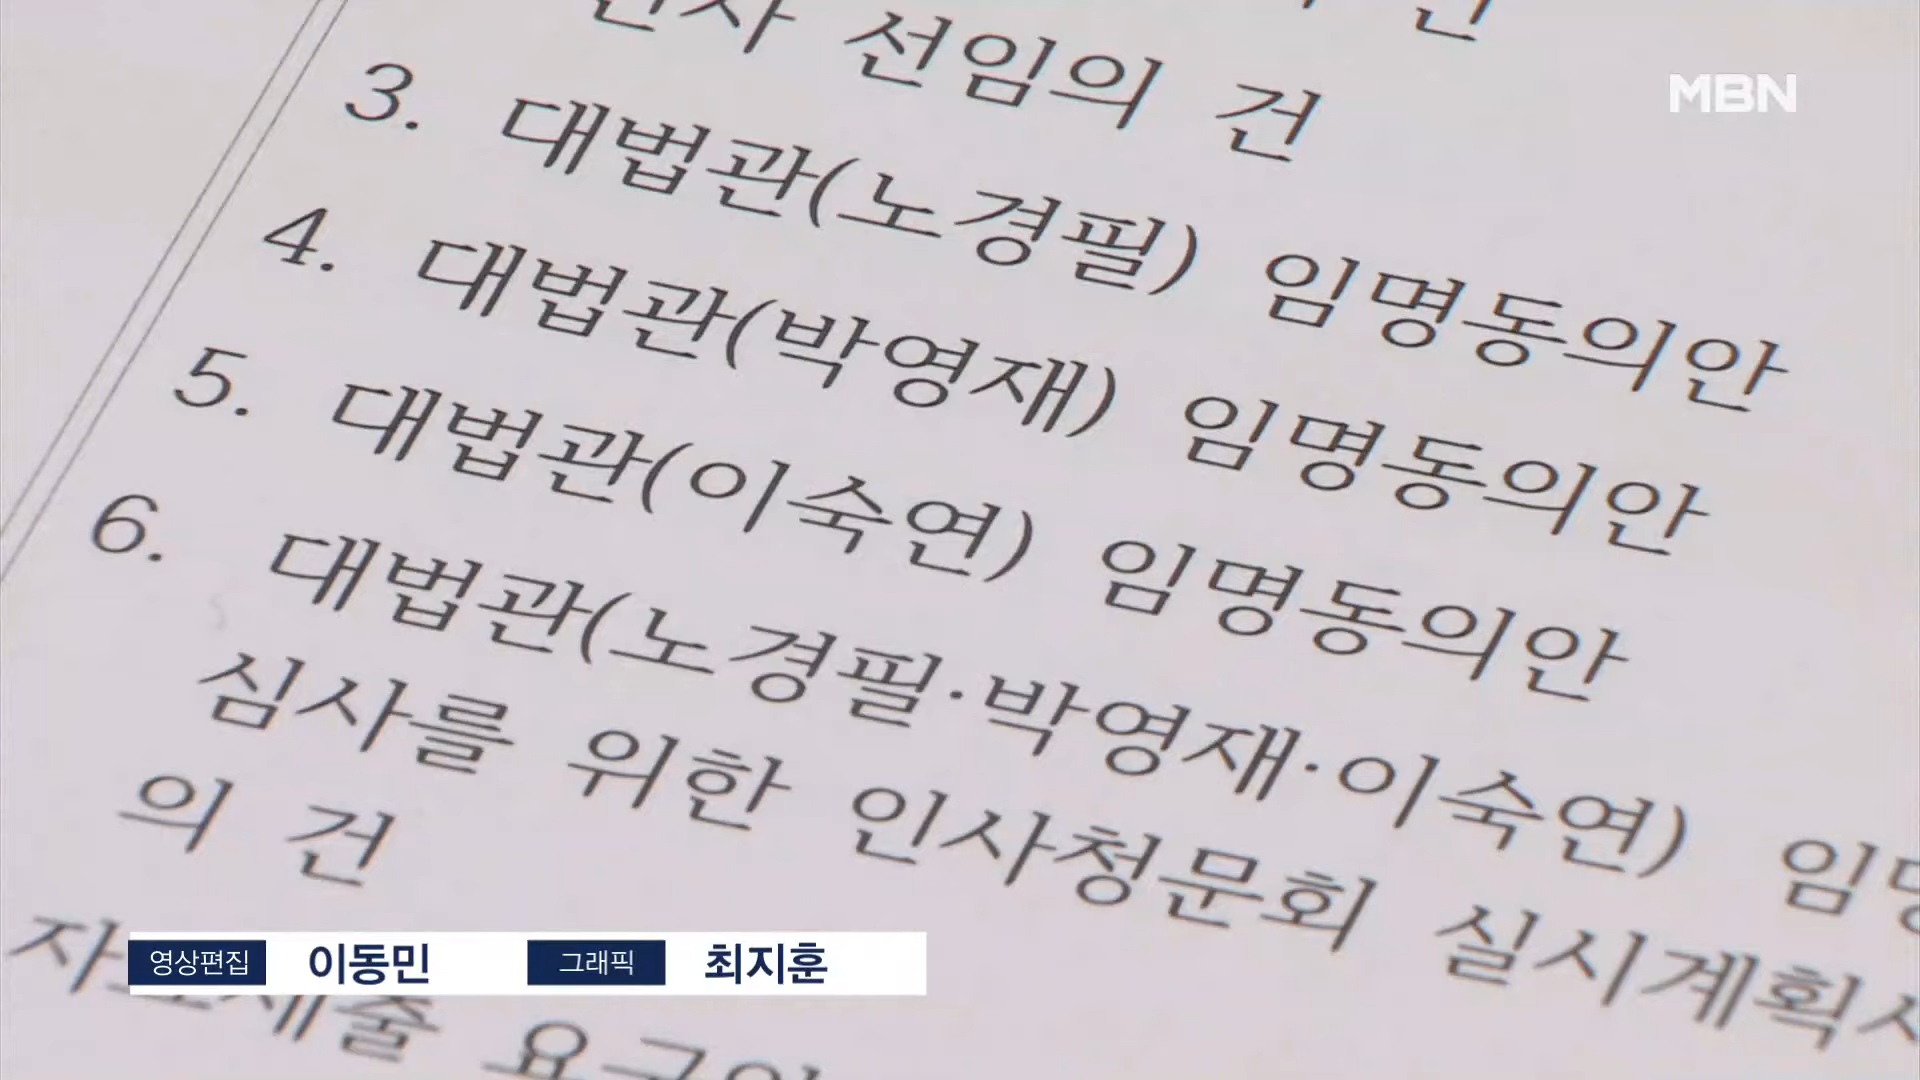 선임의 건
MBN
3. 대법관(노경필) 임명동의안
4. 대법관(박영재) 임명동의안
5. 대법관(이숙연) 임명동의안
6. 대법관(노경필·박영재·이숙연)
심사를 위한 인사청문회 실시계획서
의 건
영상편집 이동민 그래픽 최지훈